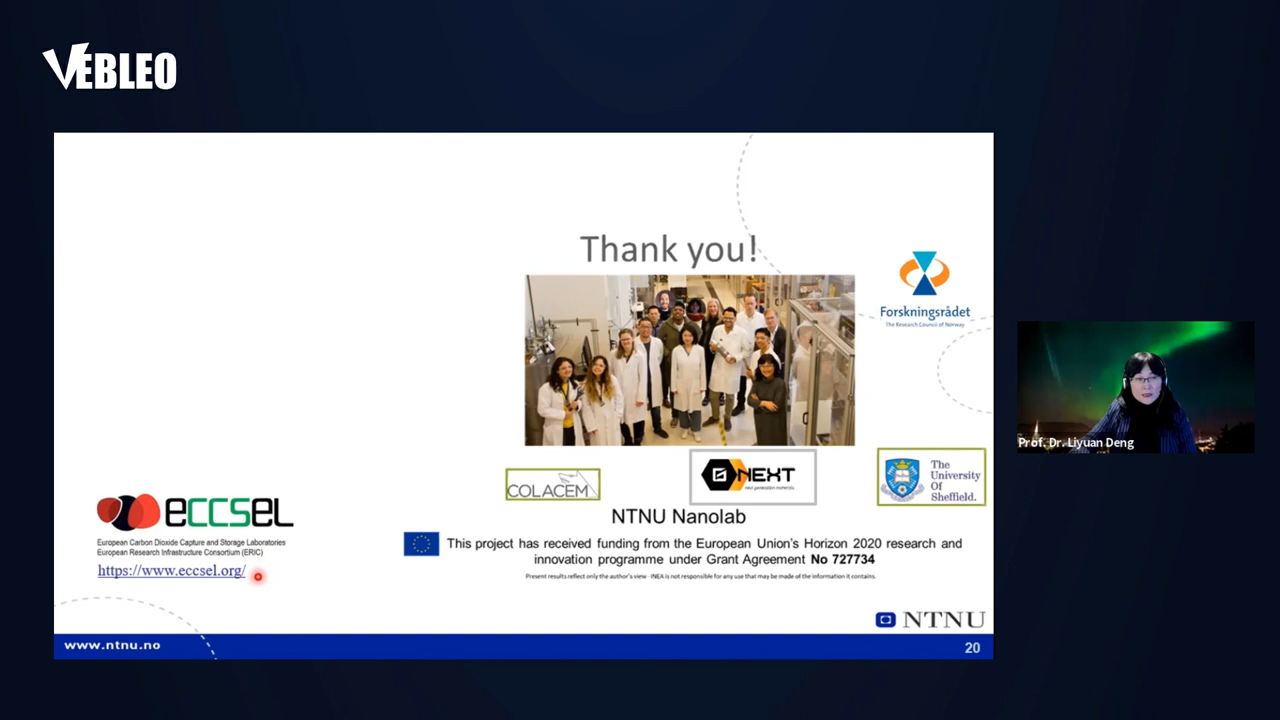 VEBLEO
Thank you!
Forskningsrådet
The Research Council of Norway
Prof. Dr. Liyuan Deng
COLACEM
G NEXT
next generation materials
The
University
Of
Sheffield.
eccsel
European Carbon Dioxide Capture and Storage Laboratories
European Research Infrastructure Consortium (ERIC)
https://www.eccsel.org/
NTNU Nanolab
This project has received funding from the European Union's Horizon 2020 research and
innovation programme under Grant Agreement No 727734
Present results reflect only the author's view - INEA is not responsible for any use that may be made of the information it contains.
NTNU
www.ntnu.no
20